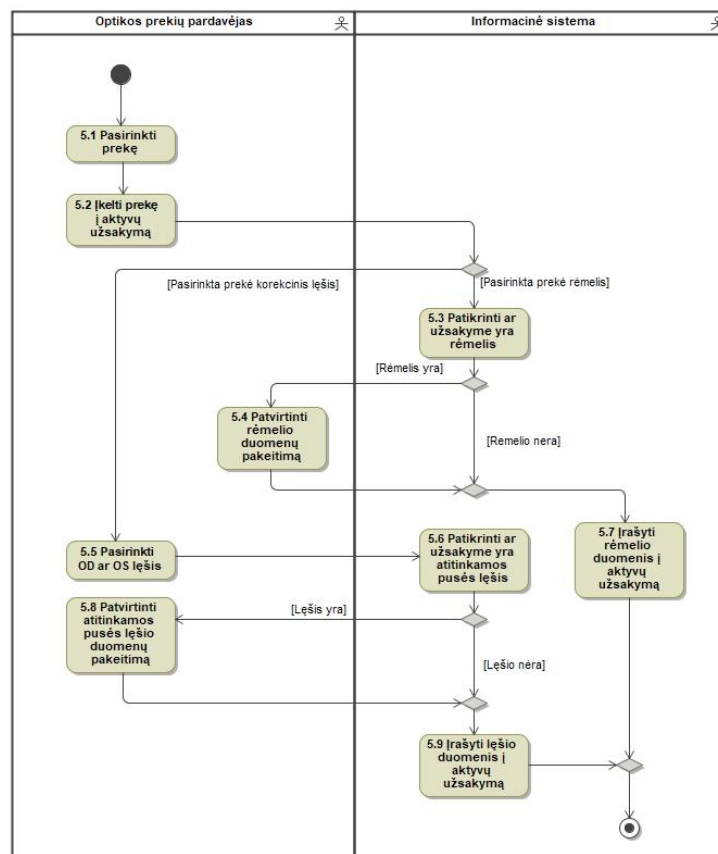 Optikos prekių pardavėjas
Informacinė sistema
5.1 Pasirinkti
prekę
5.2 Įkelti prekę
į aktyvų
užsakymą
[Pasirinkta prekė korekcinis lęšis]
[Pasirinkta prekė rėmelis]
5.3 Patikrinti ar
užsakyme yra
rėmelis
[Rėmelis yra]
5.4 Patvirtinti
rėmelio
duomenų
pakeitimą
[Remelio nera]
5.5 Pasirinkti
OD ar OS lęšis
5.6 Patikrinti ar
užsakyme yra
atitinkamos
pusės lęšis
5.7 Įrašyti
rėmelio
duomenis į
aktyvų
užsakymą
[Lęšis yra]
5.8 Patvirtinti
atitinkamos
pusės lęšio
duomenų
pakeitimą
[Lęšio nėra]
5.9 Įrašyti lęšio
duomenis į
aktyvų
užsakymą